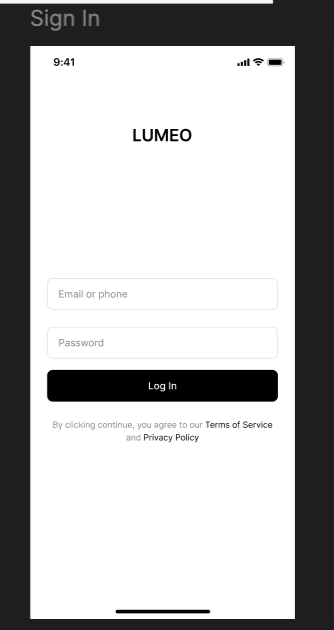 Sign In
9:41
LUMEO
Email or phone
Password
Log In
By clicking continue, you agree to our Terms of Service
and Privacy Policy